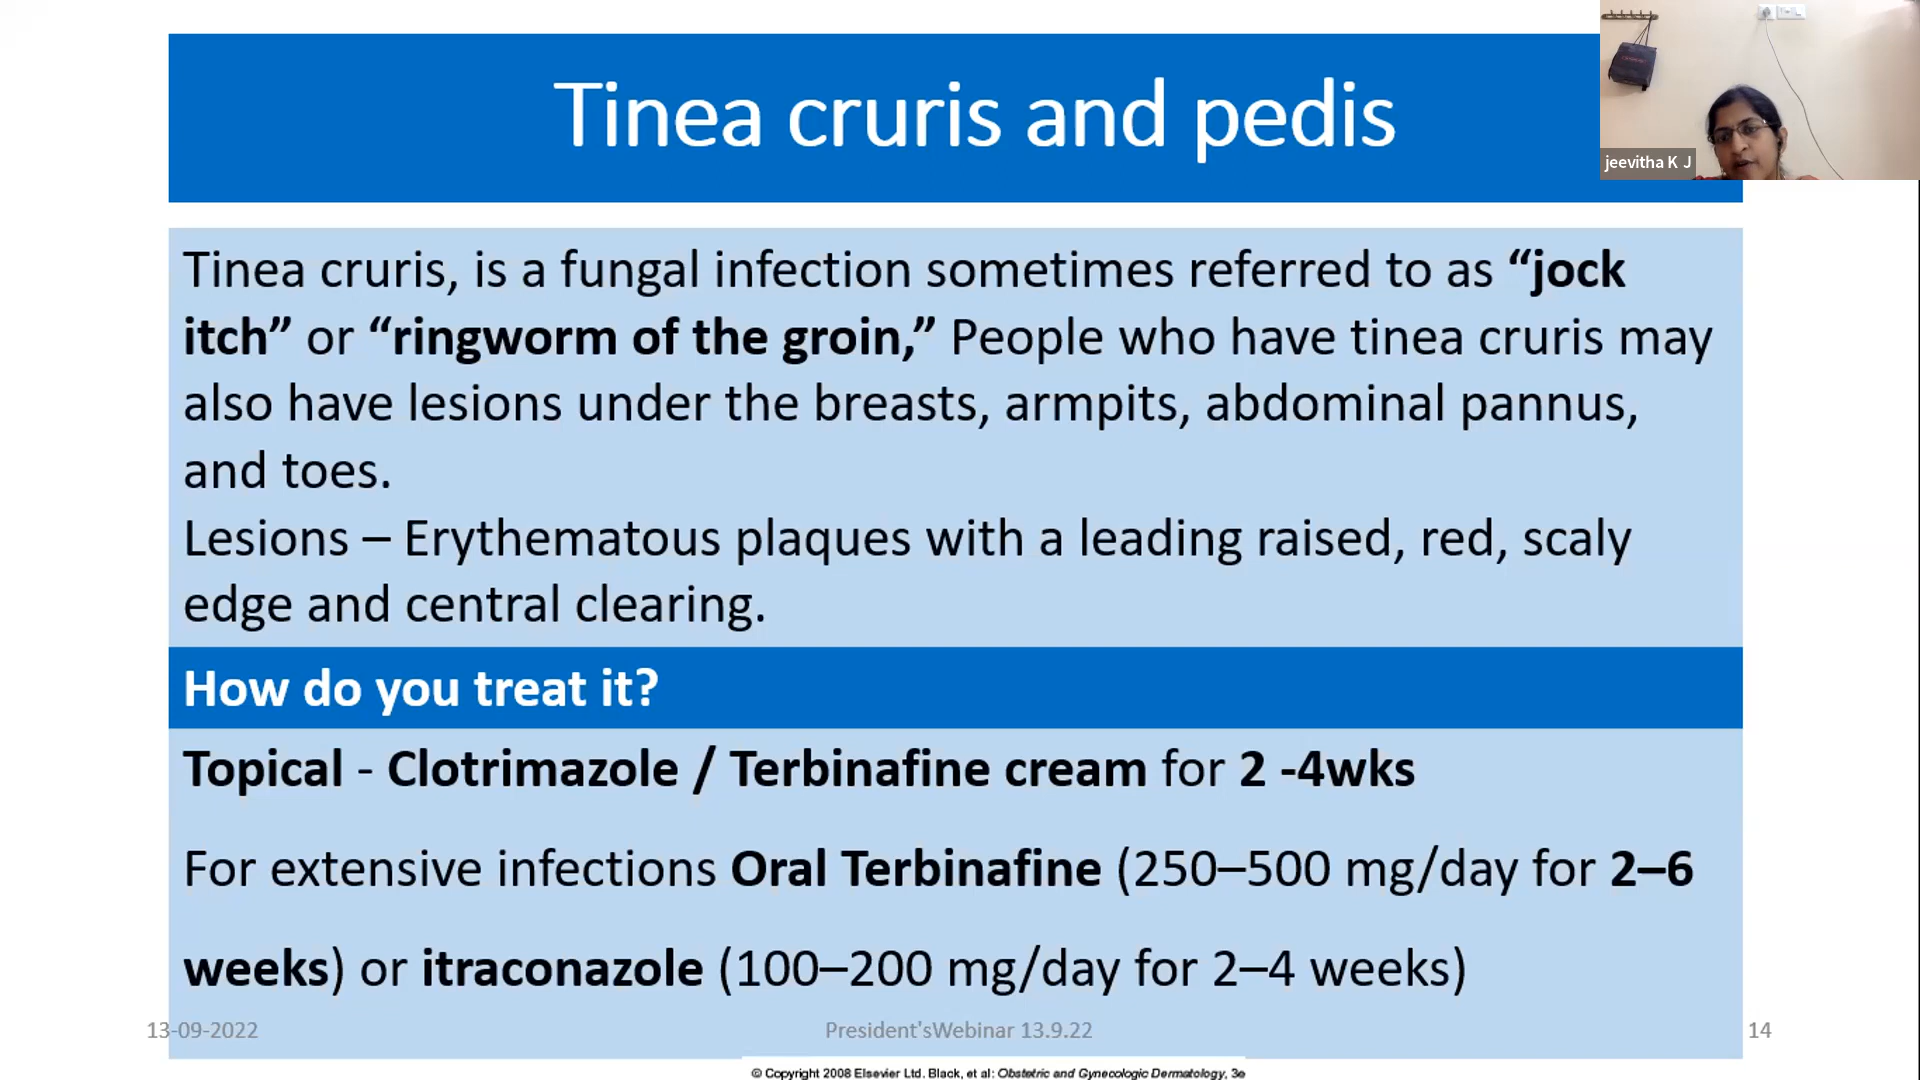 Tinea cruris and pedis
jeevitha K J
Tinea cruris, is a fungal infection sometimes referred to as “jock
itch” or “ringworm of the groin,” People who have tinea cruris may
also have lesions under the breasts, armpits, abdominal pannus,
and toes.
Lesions – Erythematous plaques with a leading raised, red, scaly
edge and central clearing.
How do you treat it?
Topical - Clotrimazole / Terbinafine cream for 2 -4wks
For extensive infections Oral Terbinafine (250–500 mg/day for 2–6
weeks) or itraconazole (100–200 mg/day for 2–4 weeks)
13-09-2022
President'sWebinar 13.9.22
14
© Copyright 2008 Elsevier Ltd. Black, et al: Obstetric and Gynecologic Dermatology, 3e